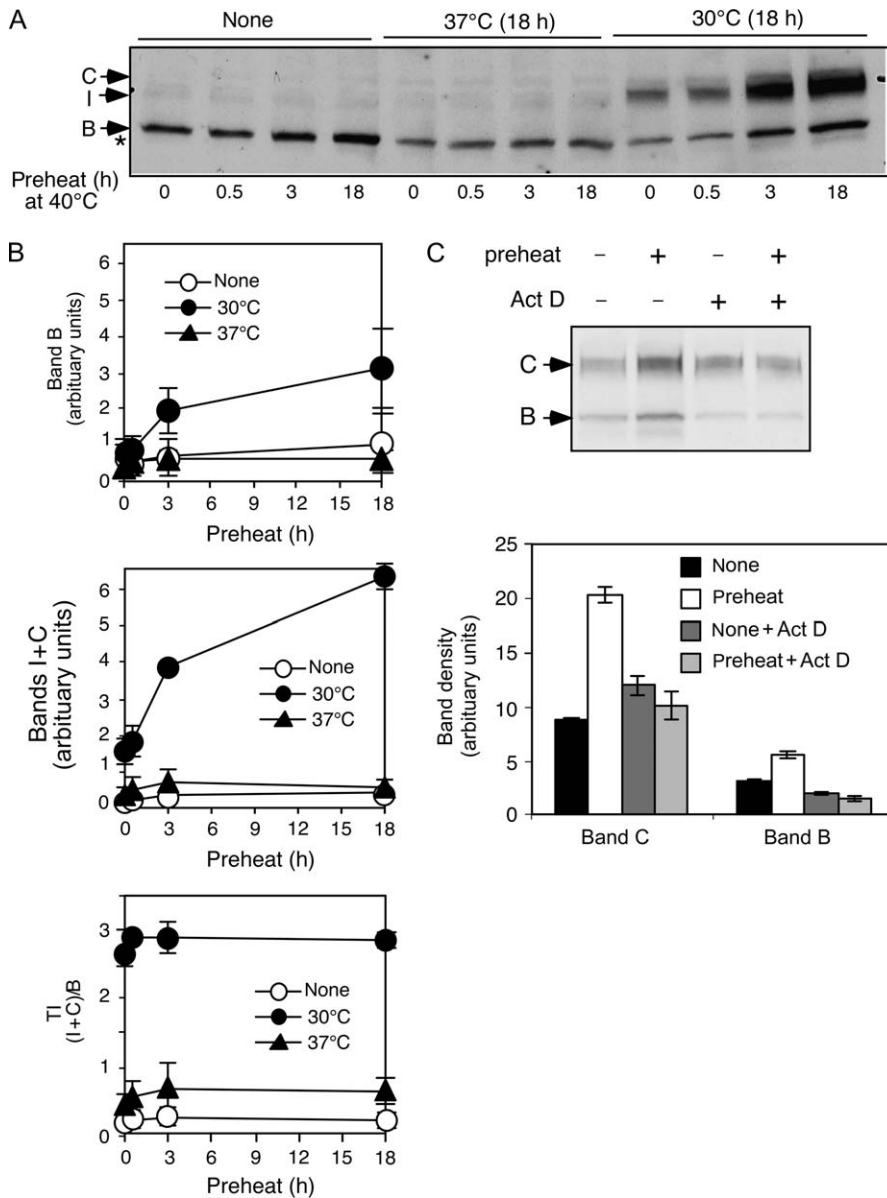 A
None
37°C (18 h)
30°C (18 h)
C
I
B
*
Preheat (h)
at 40°C
0 0.5 3 18 0 0.5 3 18 0 0.5 3 18
B
6
5
4
3
2
1
0
Band B
(arbituary units)
None
30°C
37°C
0 3 6 9 12 15 18
Preheat (h)
6
5
4
3
2
1
0
Bands I+C
(arbituary units)
None
30°C
37°C
0 3 6 9 12 15 18
Preheat (h)
3
2
1
0
TI
(I+C)/B
None
30°C
37°C
0 3 6 9 12 15 18
Preheat (h)
C
preheat – + – +
Act D – – + +
C
B
25
20
15
10
5
0
Band density
(arbituary units)
None
Preheat
None + Act D
Preheat + Act D
Band C
Band B